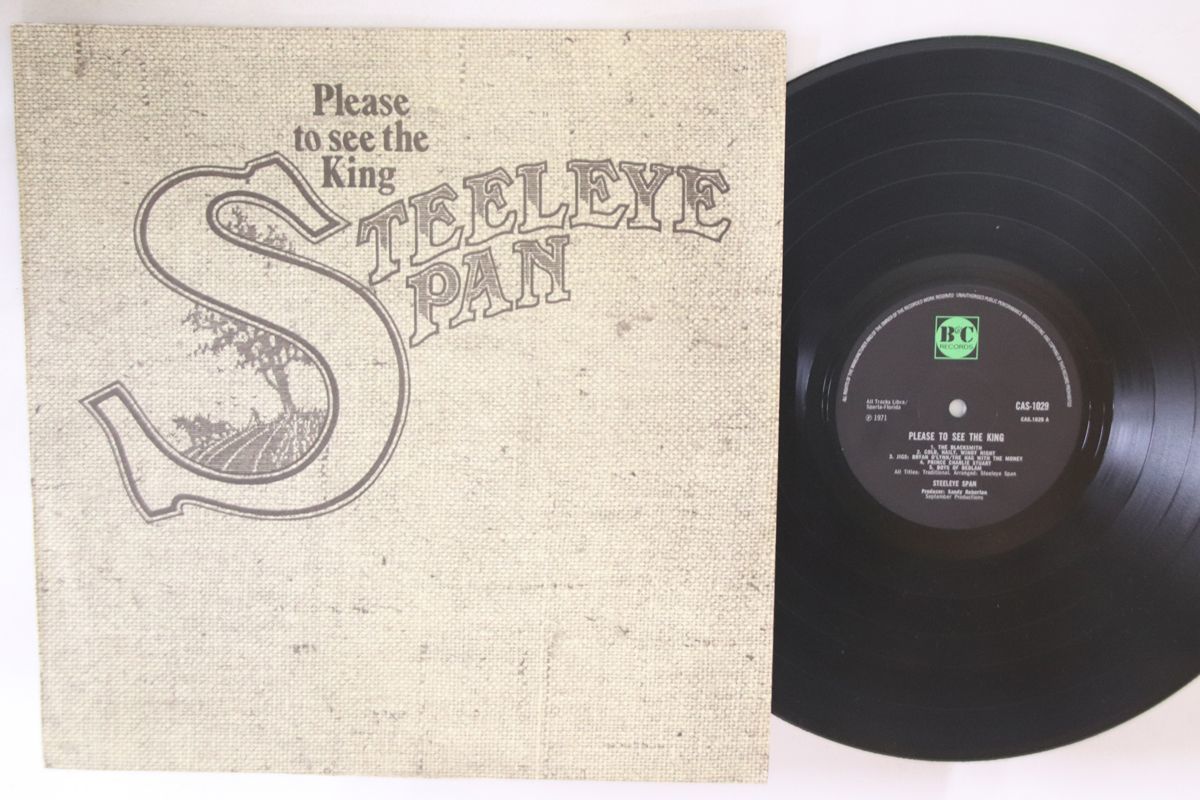 Please
to see the
King
STEELEYE
SPAN
B&C
RECORDS
All Tracks Libra/
Sparta-Florida
℗ 1971
CAS-1029
CAS.1029 A
PLEASE TO SEE THE KING
1. THE BLACKSMITH
2. COLD, HAILY, WINDY NIGHT
3. JIGS: BRYAN O'LYNN/THE HAG WITH THE MONEY
4. PRINCE CHARLIE STUART
5. BOYS OF BEDLAM
All Titles: Traditional. Arranged: Steeleye Span
STEELEYE SPAN
Producer: Sandy Roberton
September Productions